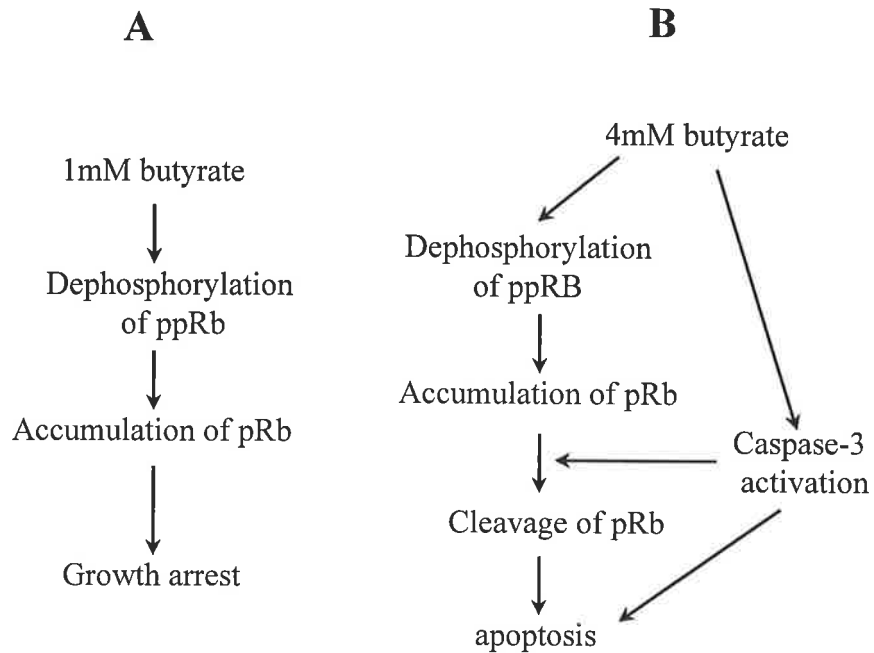 A
1mM butyrate
Dephosphorylation
of ppRb
Accumulation of pRb
Growth arrest
B
4mM butyrate
Dephosphorylation
of ppRB
Accumulation of pRb
Caspase-3
activation
Cleavage of pRb
apoptosis